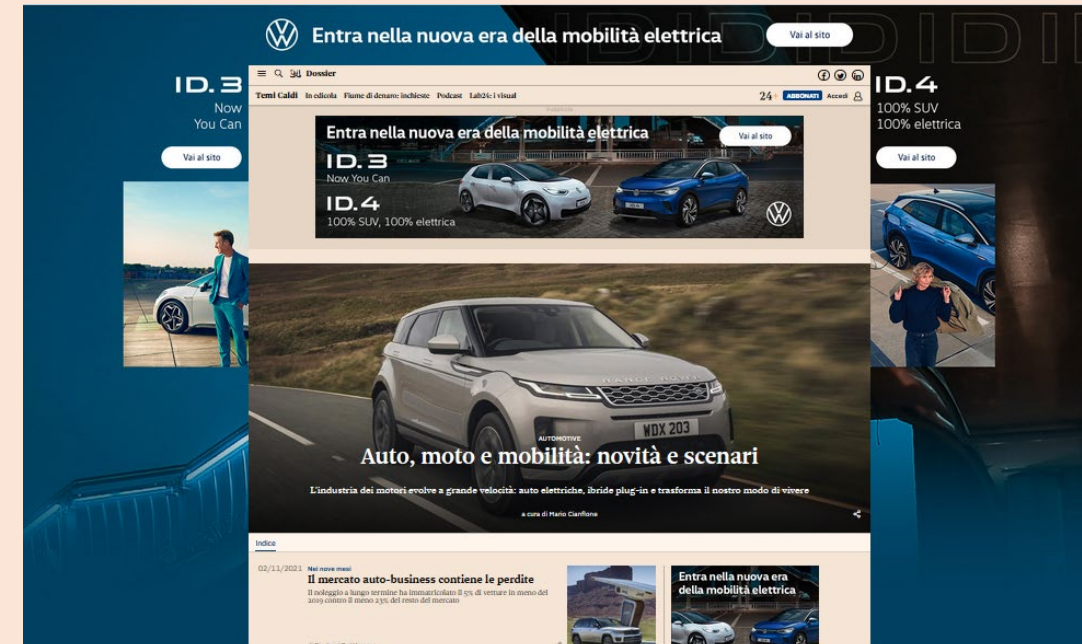 Entra nella nuova era della mobilità elettrica
Vai al sito
ID.3
Now
You Can
Vai al sito
ID.4
100% SUV
100% elettrica
Vai al sito
Dossier
Temi Caldi In edicola Fiume di denaro: inchieste Podcast Lab24: i visual
24+ ABBONATI Accedi
Entra nella nuova era della mobilità elettrica
Vai al sito
ID.3
Now You Can
ID.4
100% SUV, 100% elettrica
RANGE ROVER
WDX 203
AUTOMOTIVE
Auto, moto e mobilità: novità e scenari
L'industria dei motori evolve a grande velocità: auto elettriche, ibride plug-in e trasforma il nostro modo di vivere
a cura di Mario Cianflone
Indice
02/11/2021 Nei nove mesi
Il mercato auto-business contiene le perdite
Il noleggio a lungo termine ha immatricolato il 5% di vetture in meno del
2019 contro il meno 23% del resto del mercato
Entra nella nuova era
della mobilità elettrica